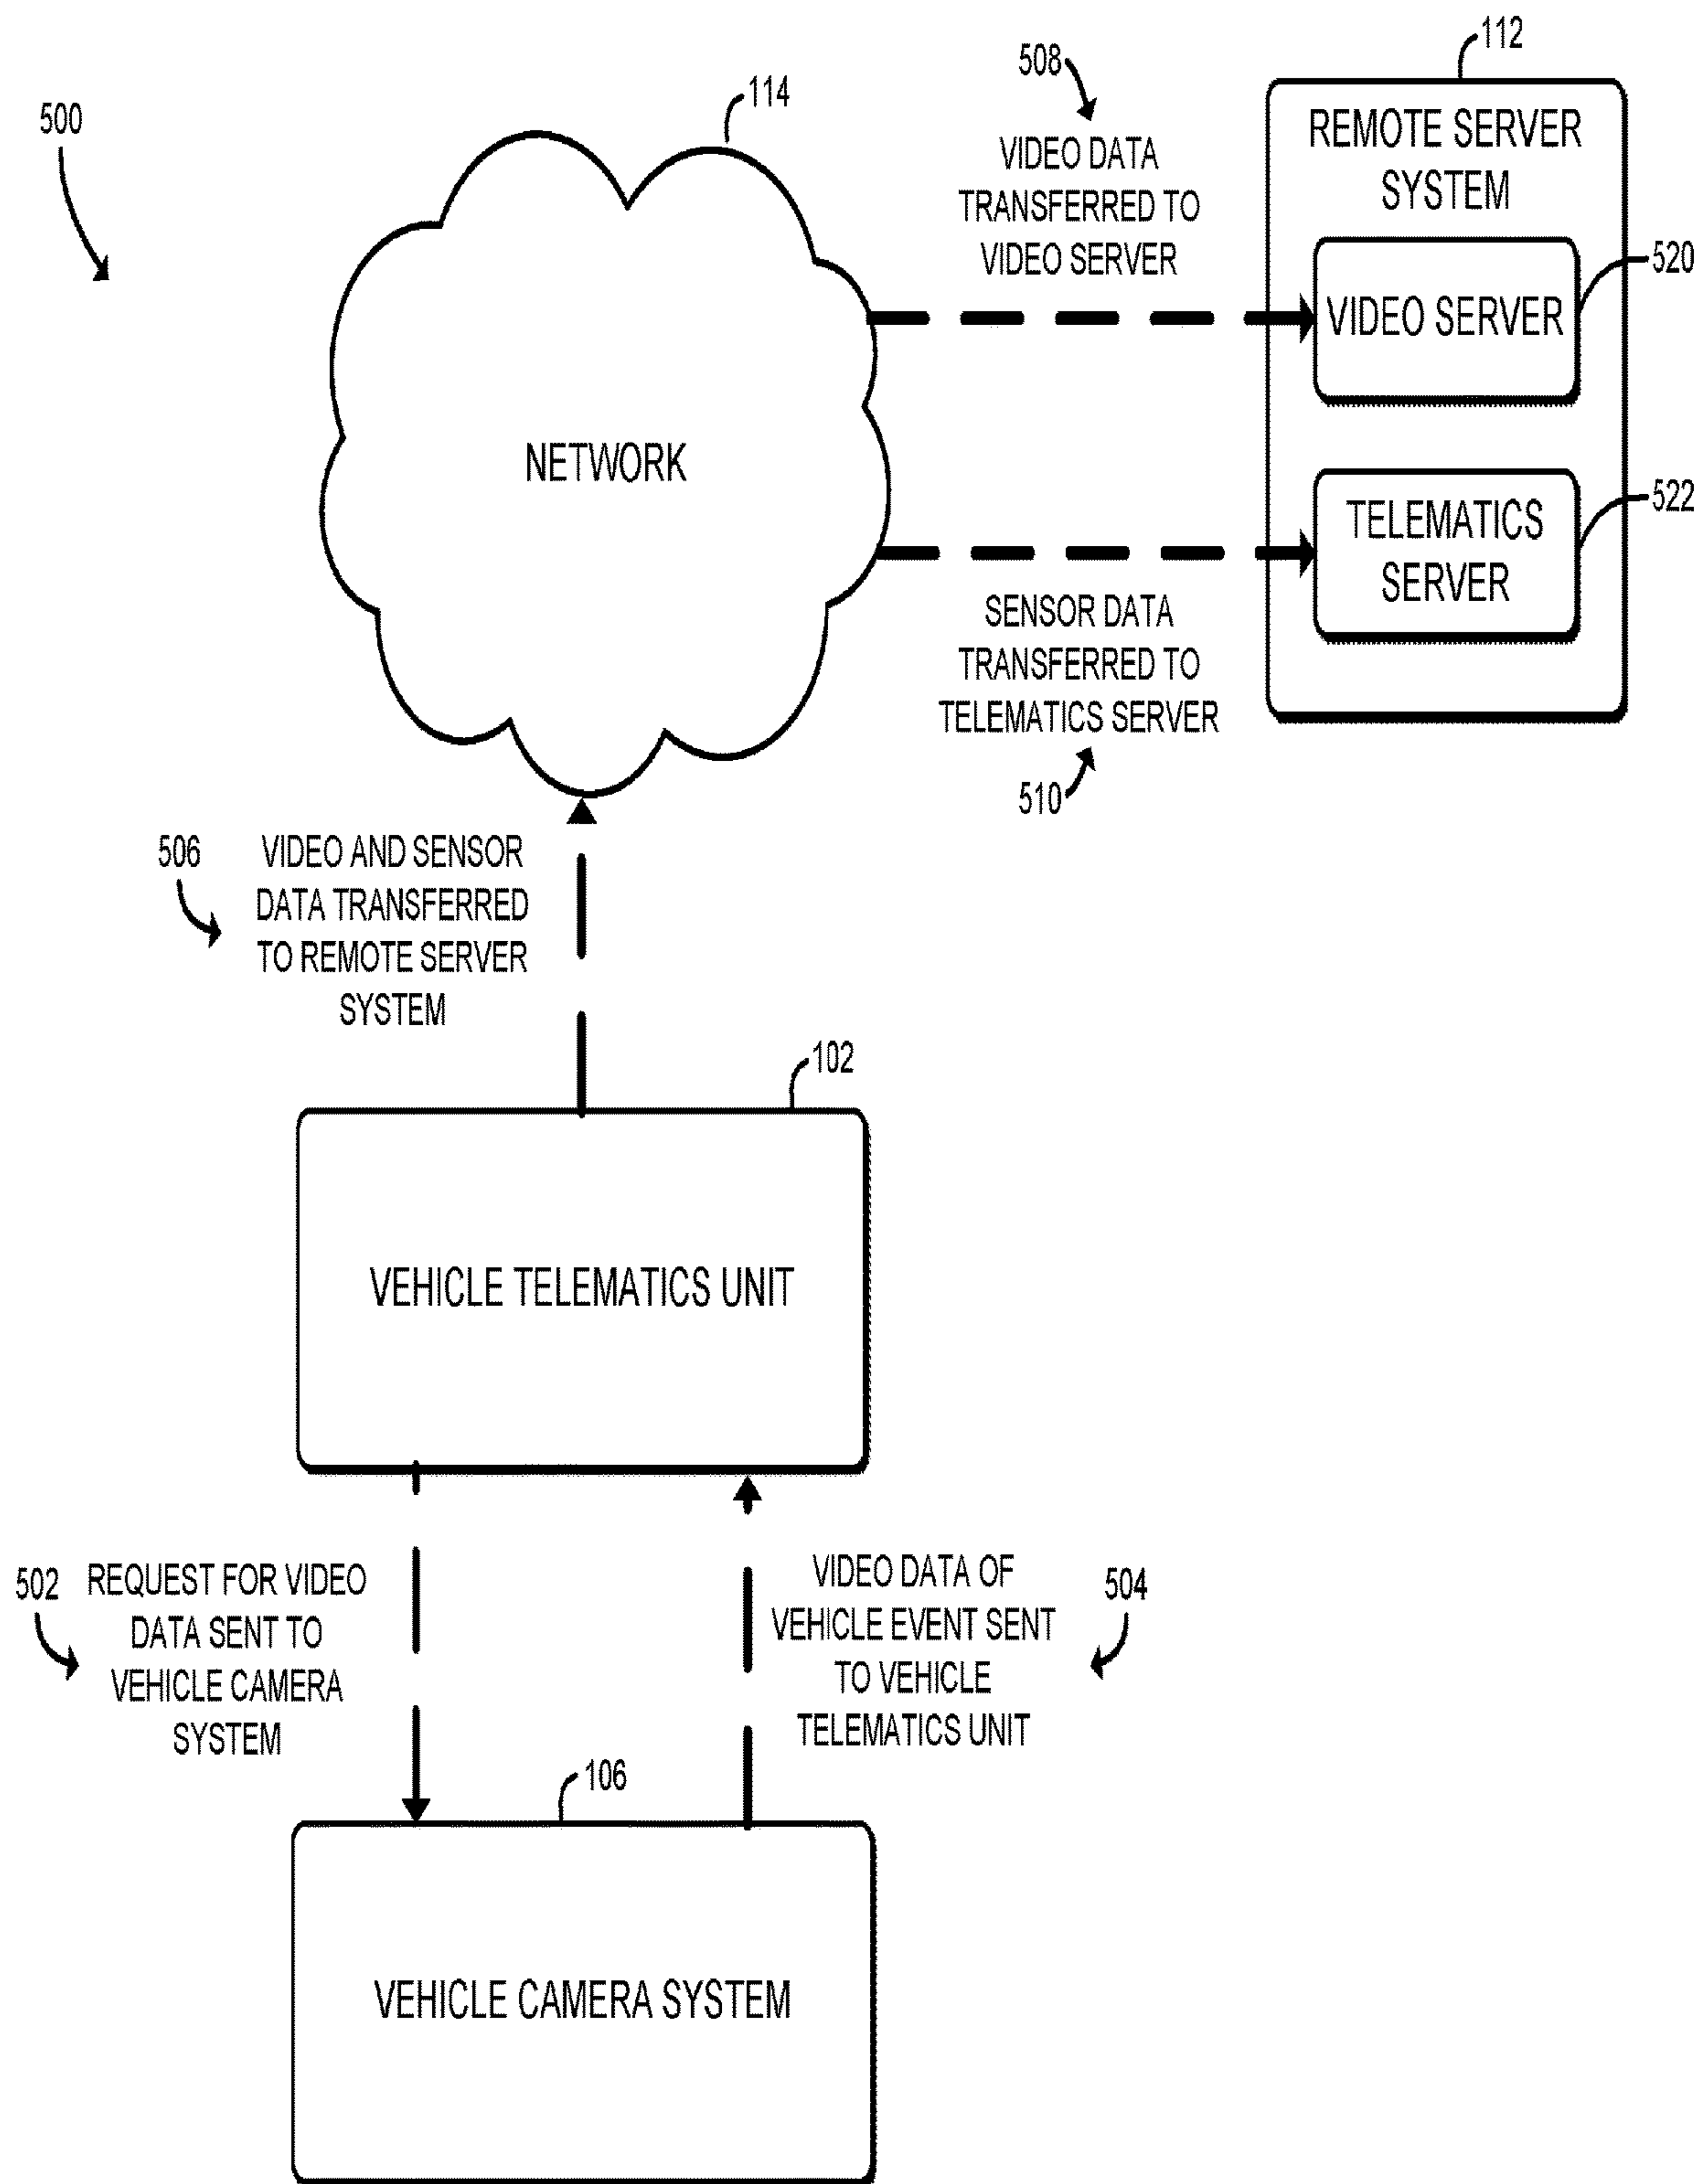 500
114
508
VIDEO DATA
TRANSFERRED TO
VIDEO SERVER
112
REMOTE SERVER
SYSTEM
VIDEO SERVER
520
NETWORK
TELEMATICS
SERVER
522
SENSOR DATA
TRANSFERRED TO
TELEMATICS SERVER
510
506
VIDEO AND SENSOR
DATA TRANSFERRED
TO REMOTE SERVER
SYSTEM
102
VEHICLE TELEMATICS UNIT
502
REQUEST FOR VIDEO
DATA SENT TO
VEHICLE CAMERA
SYSTEM
VIDEO DATA OF
VEHICLE EVENT SENT
TO VEHICLE
TELEMATICS UNIT
504
106
VEHICLE CAMERA SYSTEM